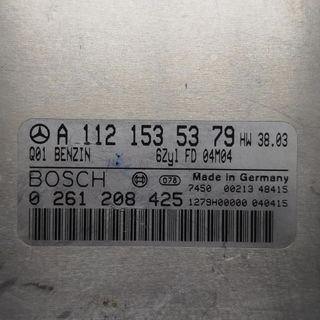 A 112 153 53 79 HW 38.03
Q01 BENZIN 6Zyl FD 04M04
BOSCH 078 Made in Germany
7450 00213 48415
0 261 208 425 1279H00000 040415